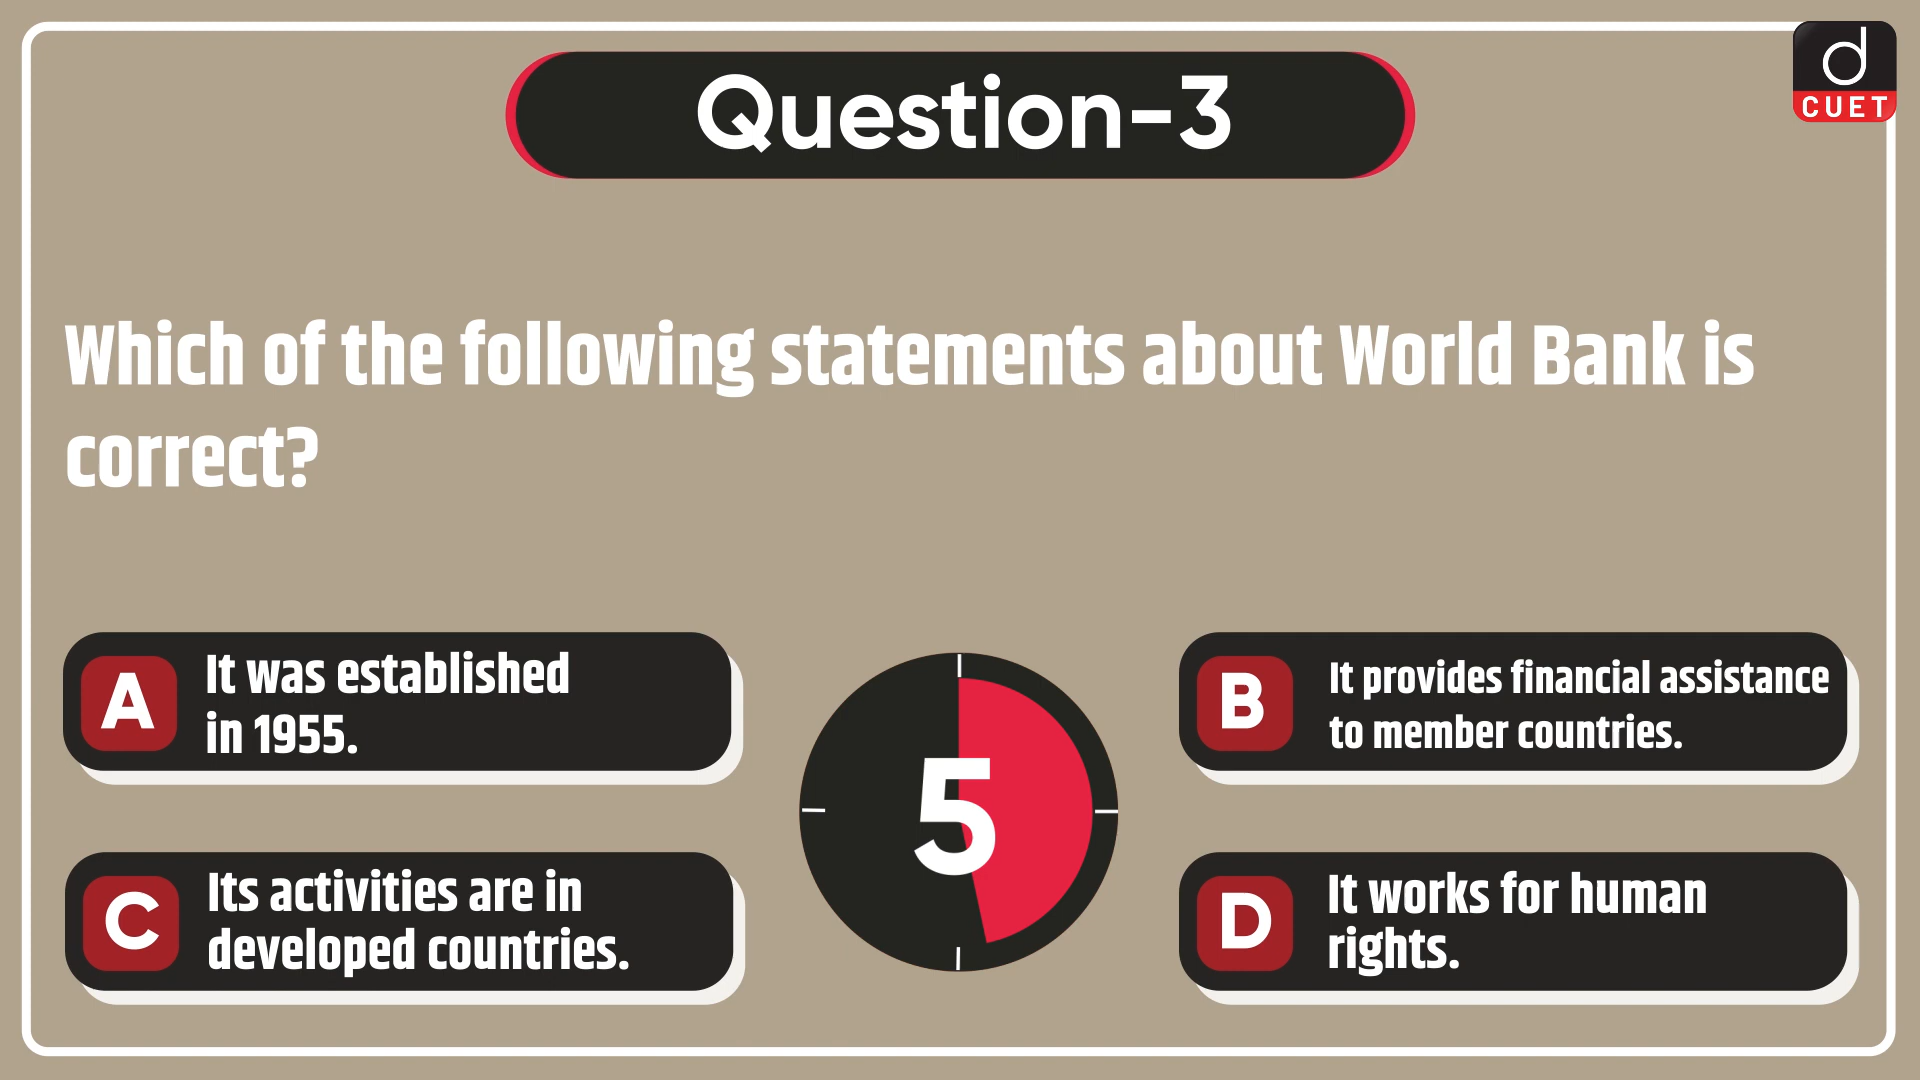 Question-3
d
CUET
Which of the following statements about World Bank is
correct?
A
It was established
in 1955.
B
It provides financial assistance
to member countries.
5
C
Its activities are in
developed countries.
D
It works for human
rights.